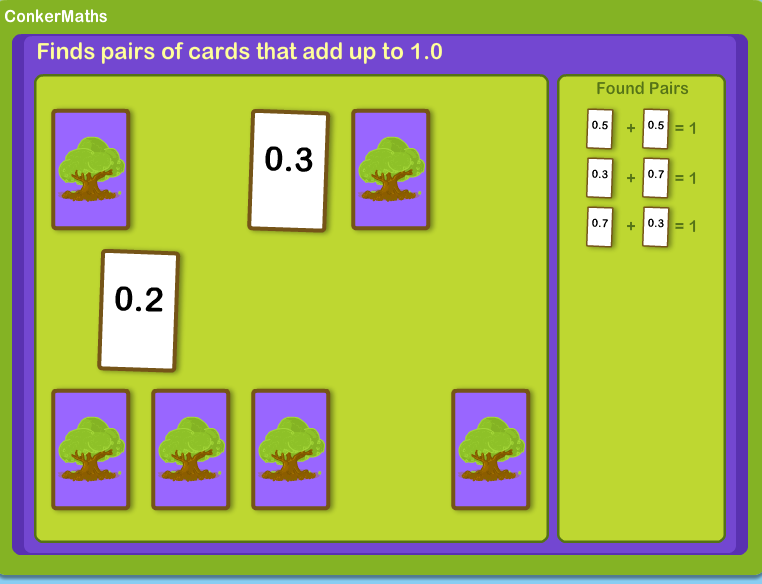 ConkerMaths
Finds pairs of cards that add up to 1.0
Found Pairs
0.5 + 0.5 = 1
0.3 + 0.7 = 1
0.7 + 0.3 = 1
0.3
0.2